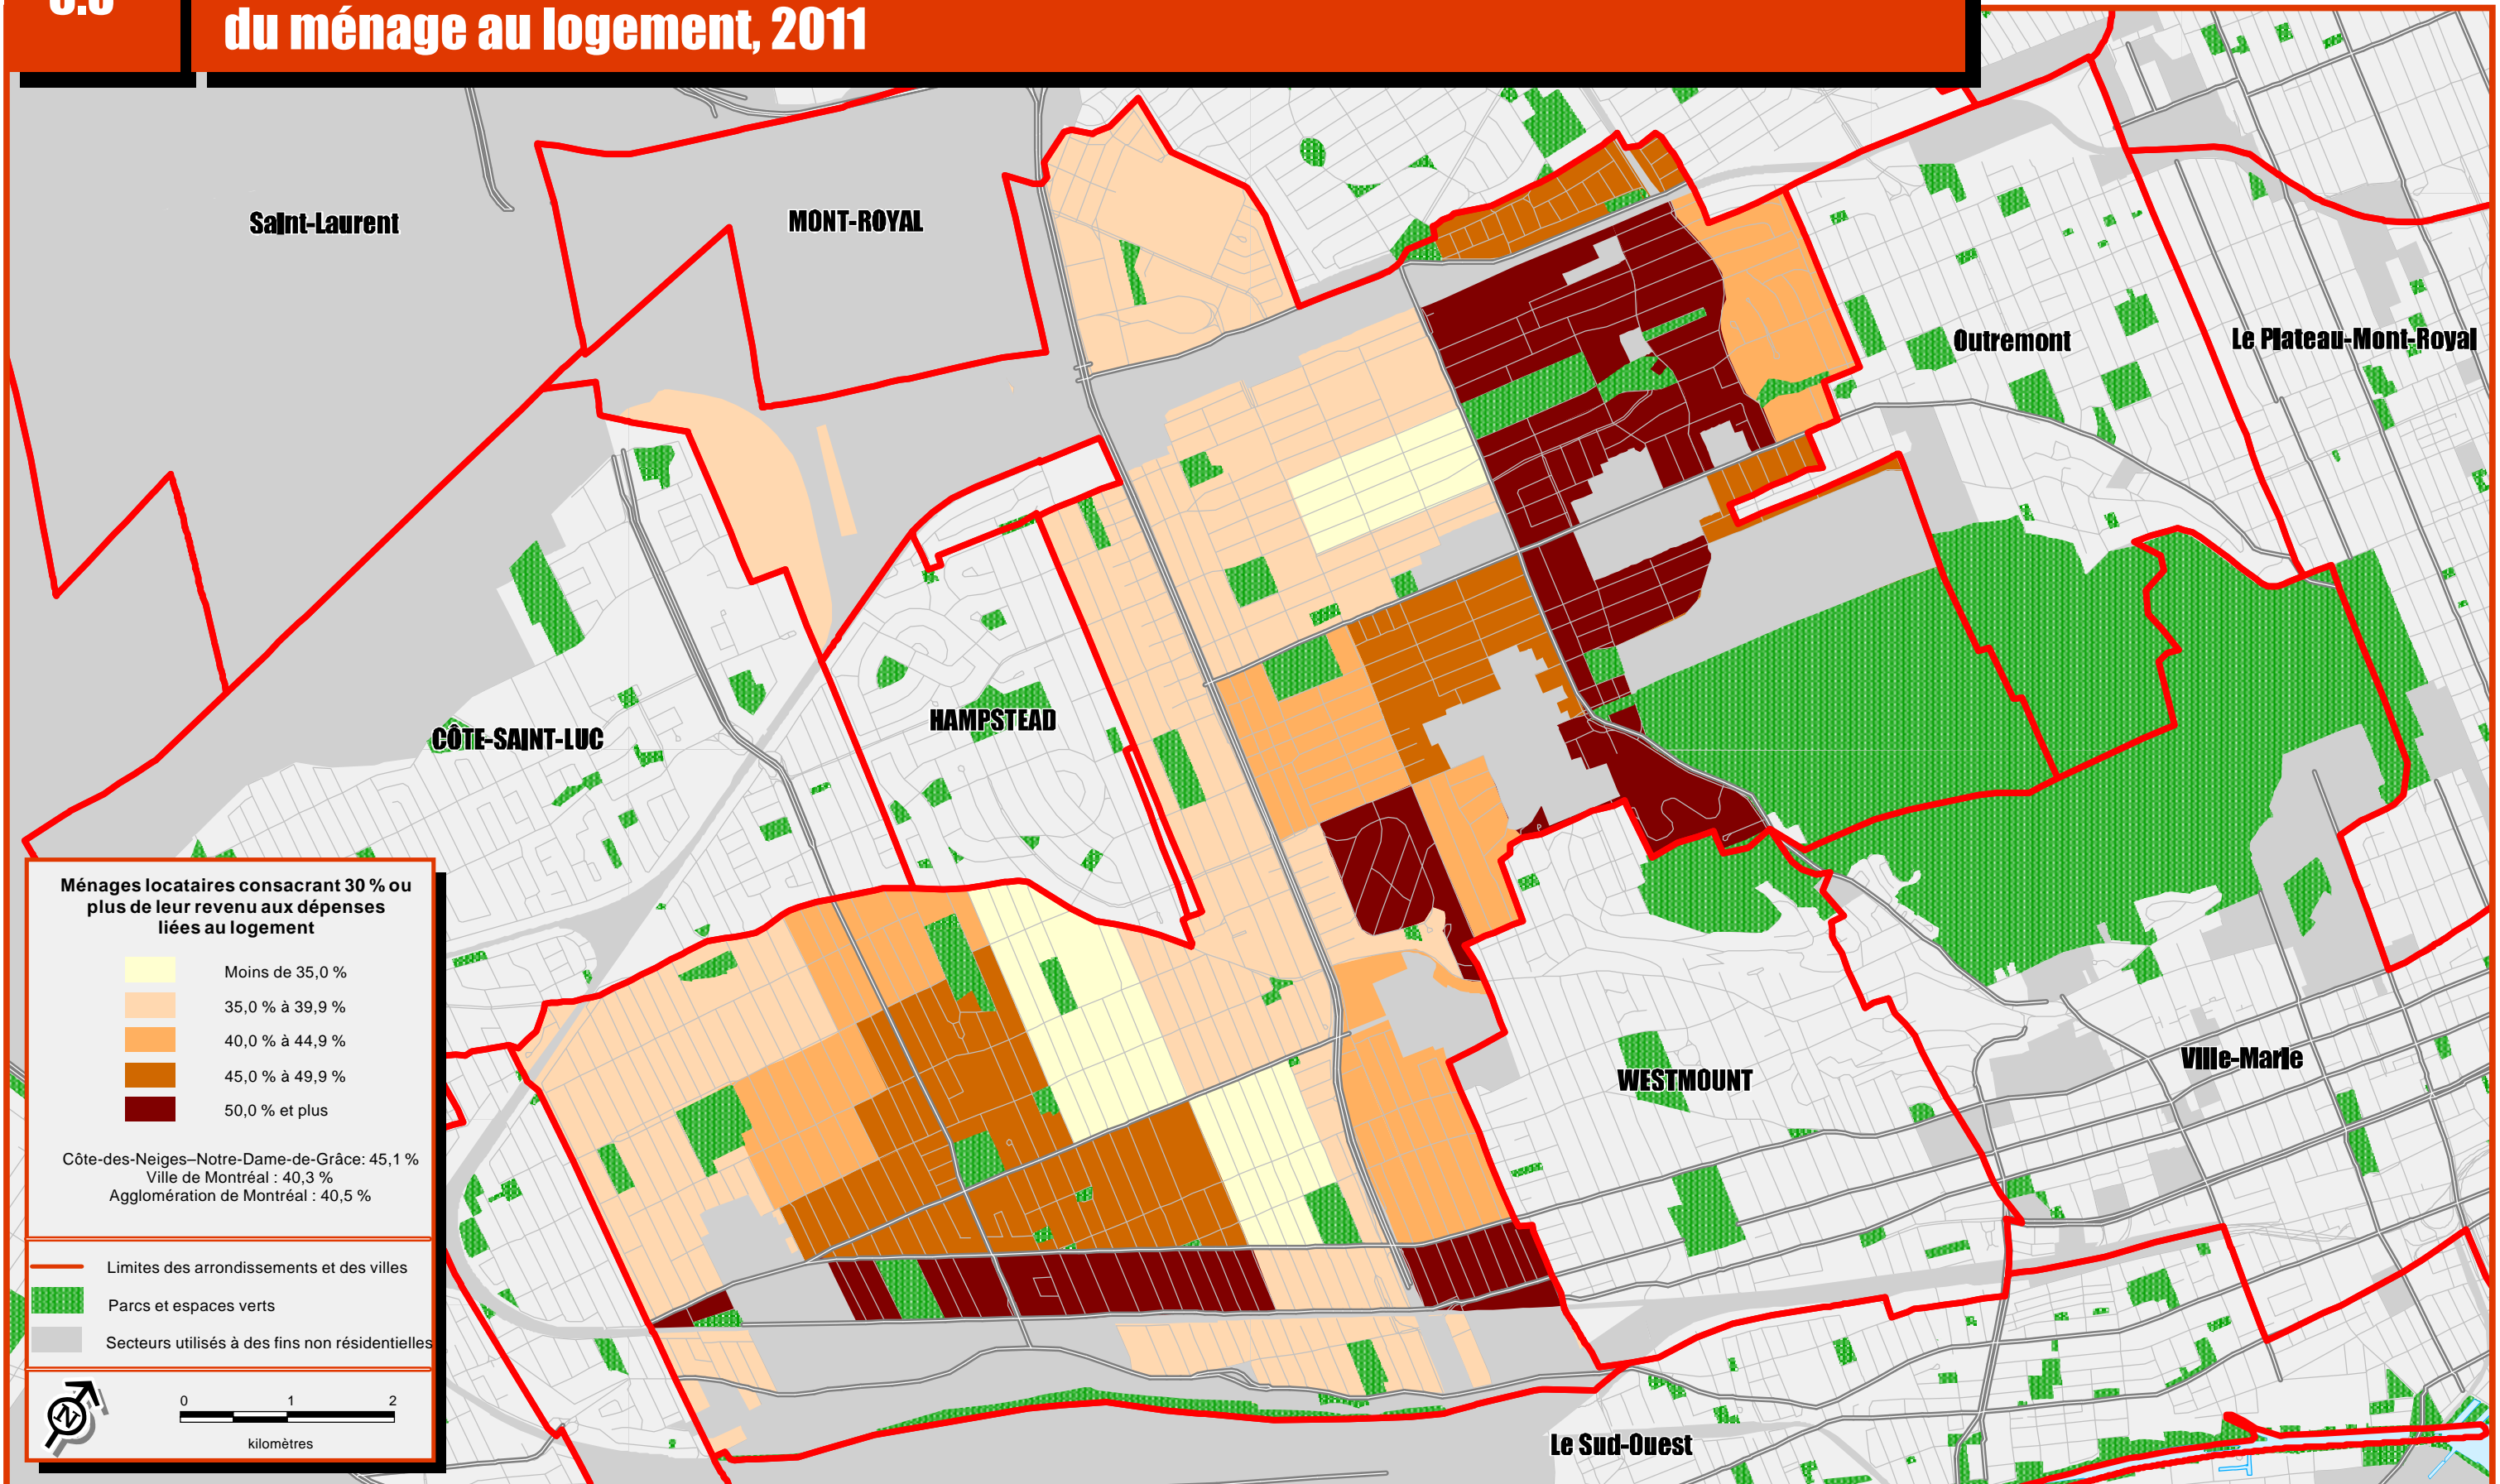 du ménage au logement, 2011
Saint-Laurent
MONT-ROYAL
Outremont
Le Plateau-Mont-Royal
CÔTE-SAINT-LUC
HAMPSTEAD
WESTMOUNT
Ville-Marie
Le Sud-Ouest
Ménages locataires consacrant 30 % ou
plus de leur revenu aux dépenses
liées au logement
Moins de 35,0 %
35,0 % à 39,9 %
40,0 % à 44,9 %
45,0 % à 49,9 %
50,0 % et plus
Côte-des-Neiges–Notre-Dame-de-Grâce: 45,1 %
Ville de Montréal : 40,3 %
Agglomération de Montréal : 40,5 %
Limites des arrondissements et des villes
Parcs et espaces verts
Secteurs utilisés à des fins non résidentielles
N
0 1 2
kilomètres